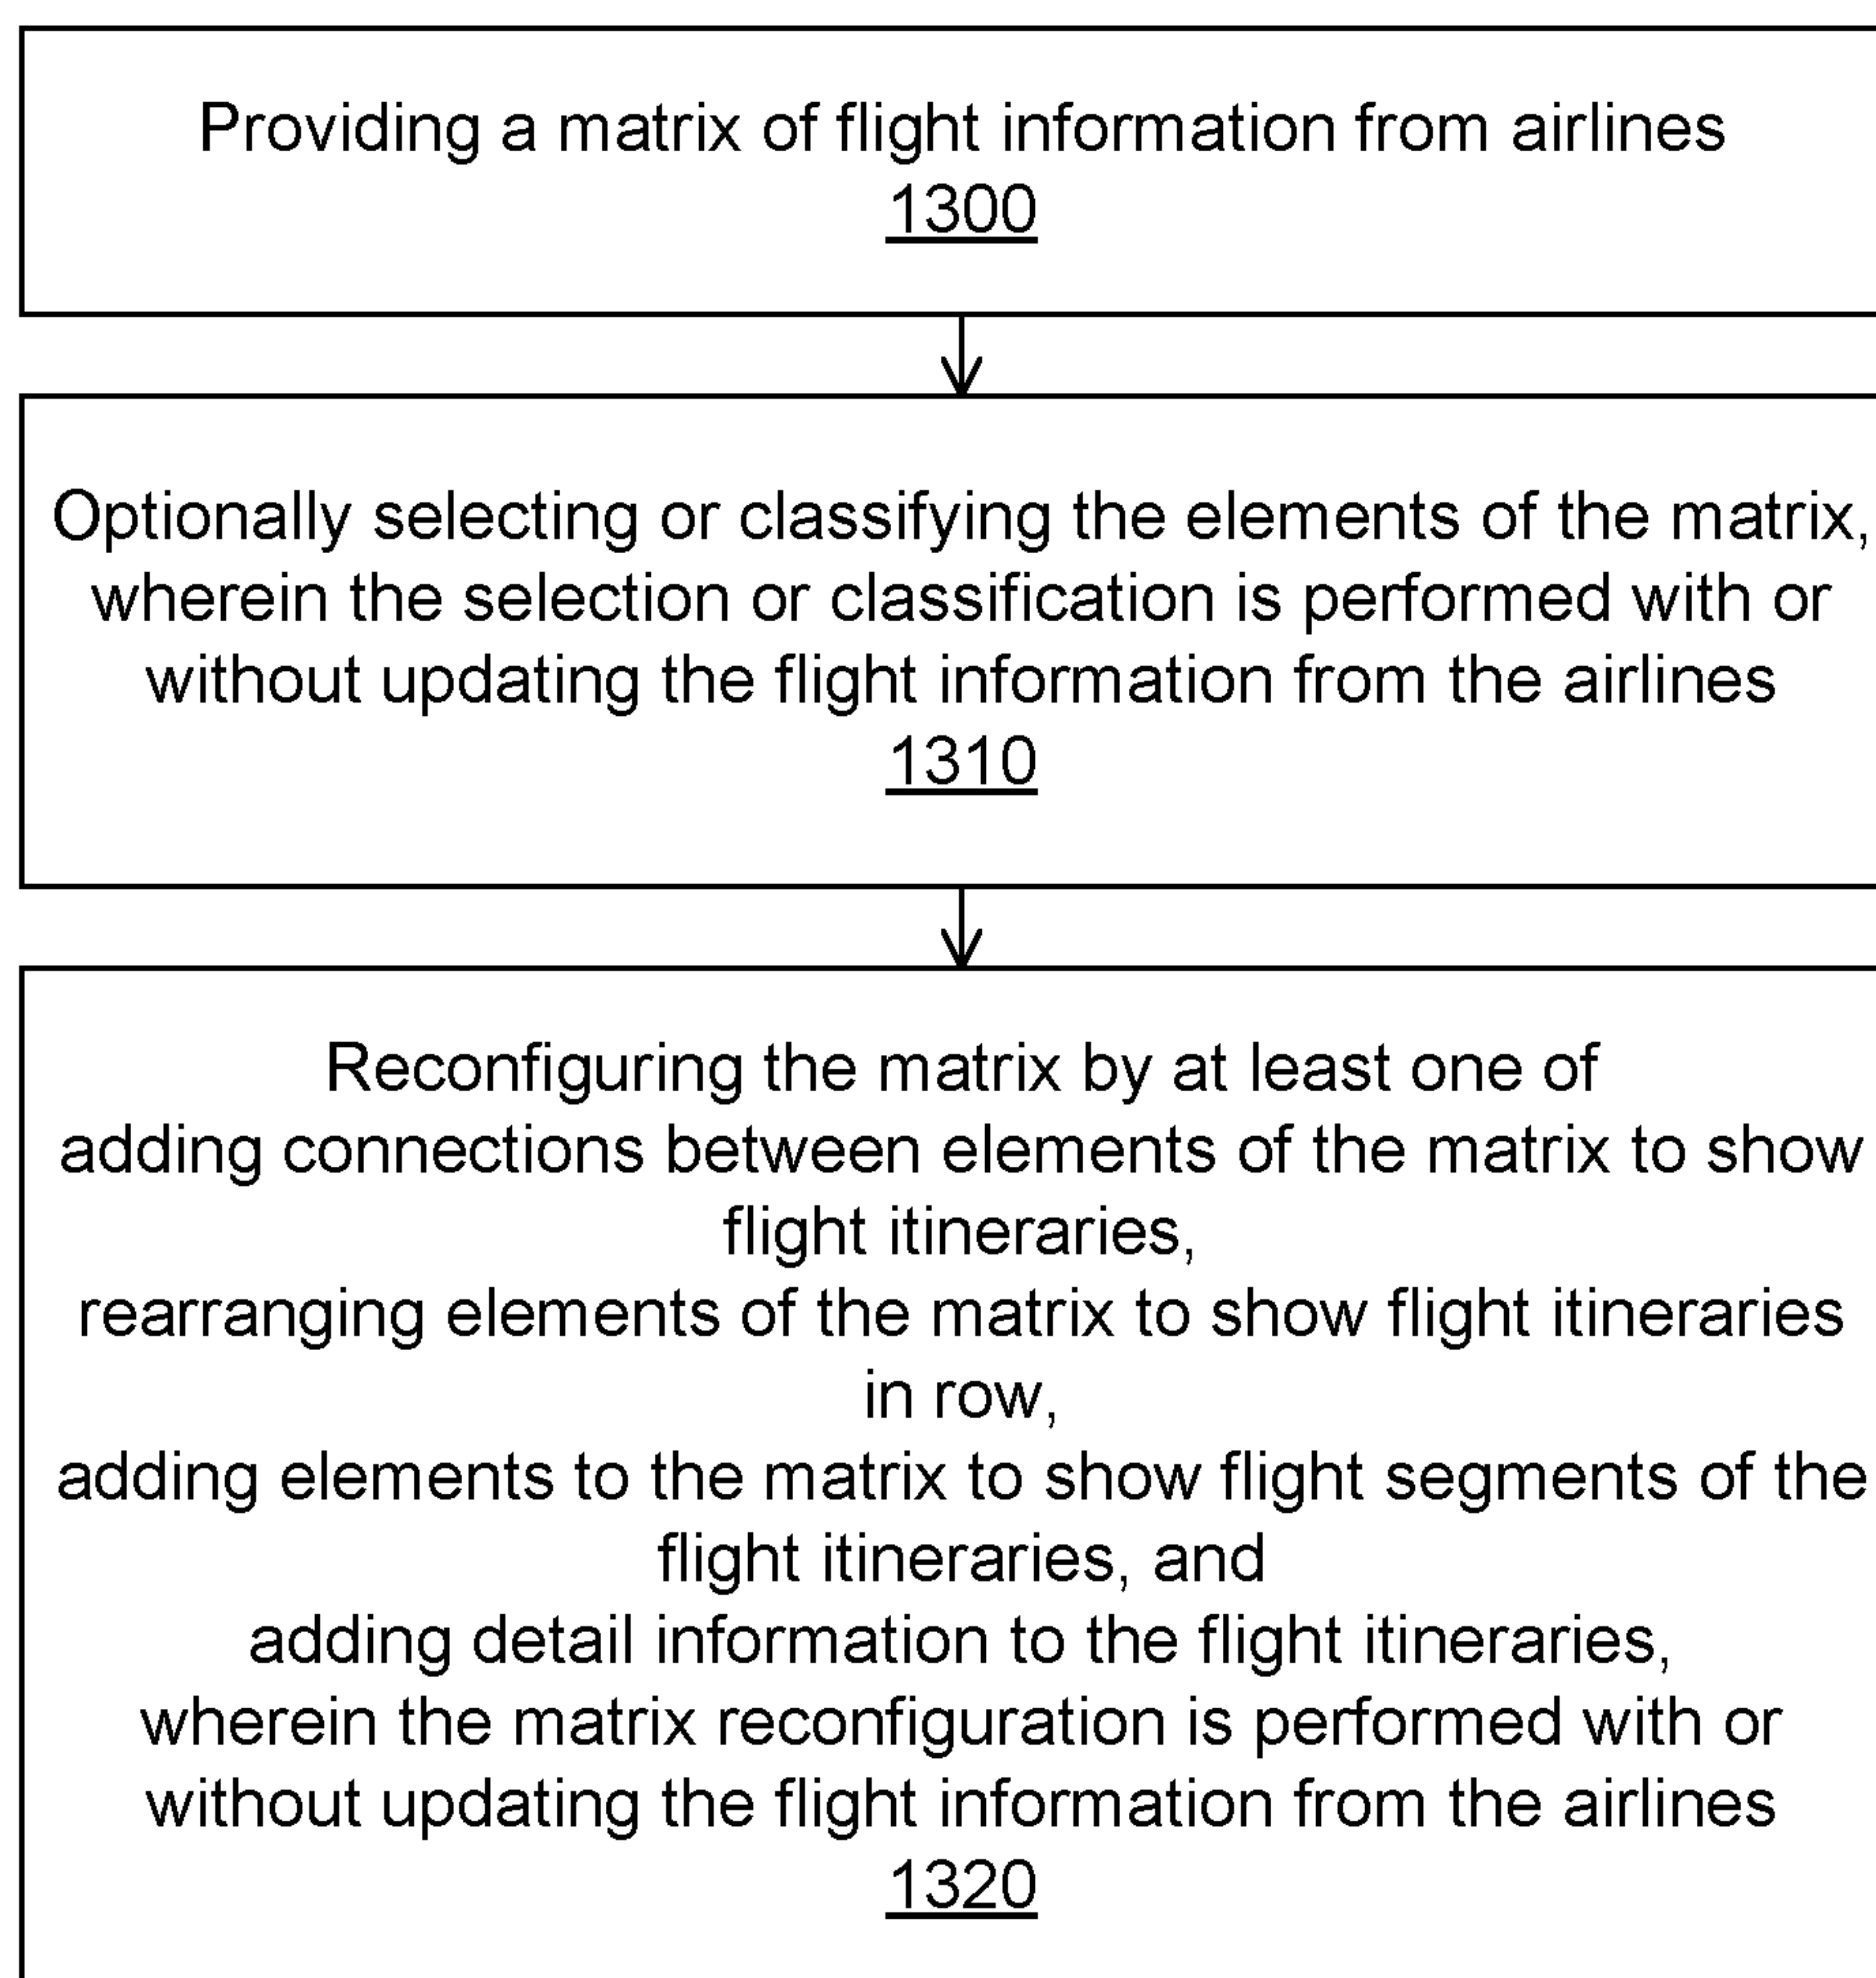 Providing a matrix of flight information from airlines
1300
Optionally selecting or classifying the elements of the matrix,
wherein the selection or classification is performed with or
without updating the flight information from the airlines
1310
Reconfiguring the matrix by at least one of
adding connections between elements of the matrix to show
flight itineraries,
rearranging elements of the matrix to show flight itineraries
in row,
adding elements to the matrix to show flight segments of the
flight itineraries, and
adding detail information to the flight itineraries,
wherein the matrix reconfiguration is performed with or
without updating the flight information from the airlines
1320